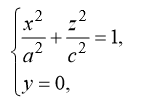 x²/a² + z²/c² = 1,
y = 0,